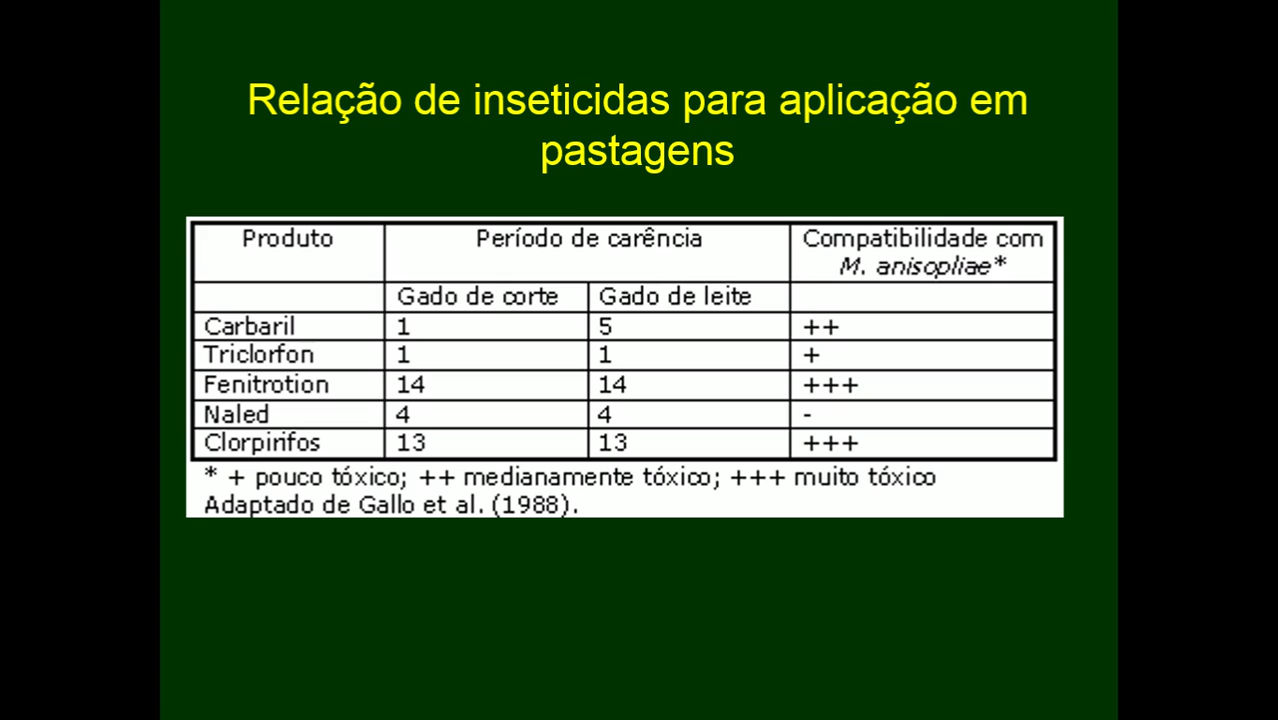 Relação de inseticidas para aplicação em
pastagens
Produto Período de carência Compatibilidade com
M. anisopliae*
Gado de corte Gado de leite
Carbaril 1 5 ++
Triclorfon 1 1 +
Fenitrotion 14 14 +++
Naled 4 4 -
Clorpirifos 13 13 +++
* + pouco tóxico; ++ medianamente tóxico; +++ muito tóxico
Adaptado de Gallo et al. (1988).